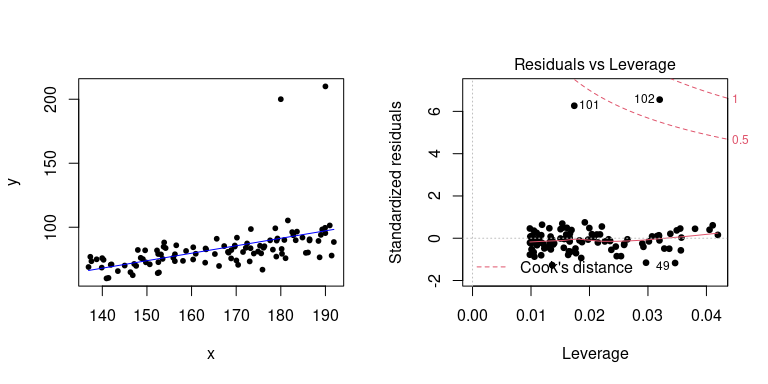 y
200
150
100
140 150 160 170 180 190
x
Residuals vs Leverage
Standardized residuals
6
4
2
0
-2
101
102
49
1
0.5
Cook's distance
0.00 0.01 0.02 0.03 0.04
Leverage